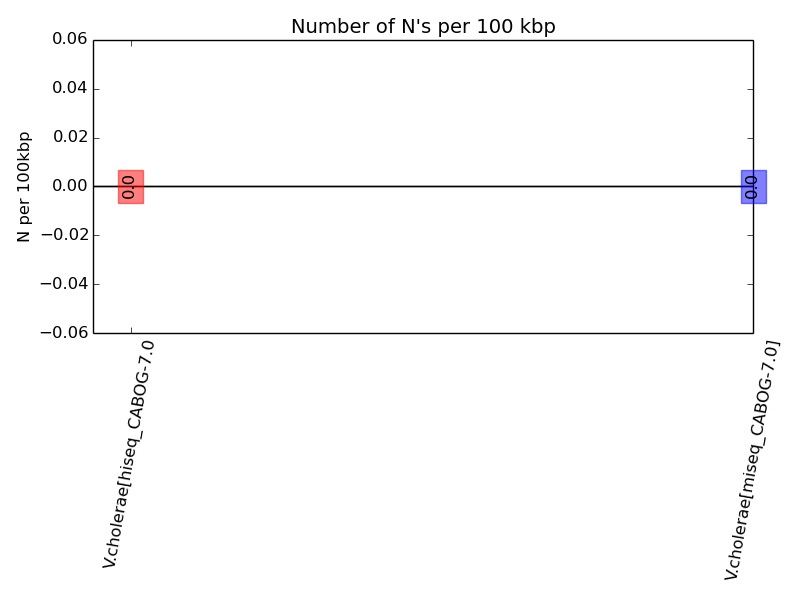 Number of N's per 100 kbp
N per 100kbp
0.06
0.04
0.02
0.00
−0.02
−0.04
−0.06
0.0
0.0
V.cholerae[hiseq_CABOG-7.0
V.cholerae[miseq_CABOG-7.0]